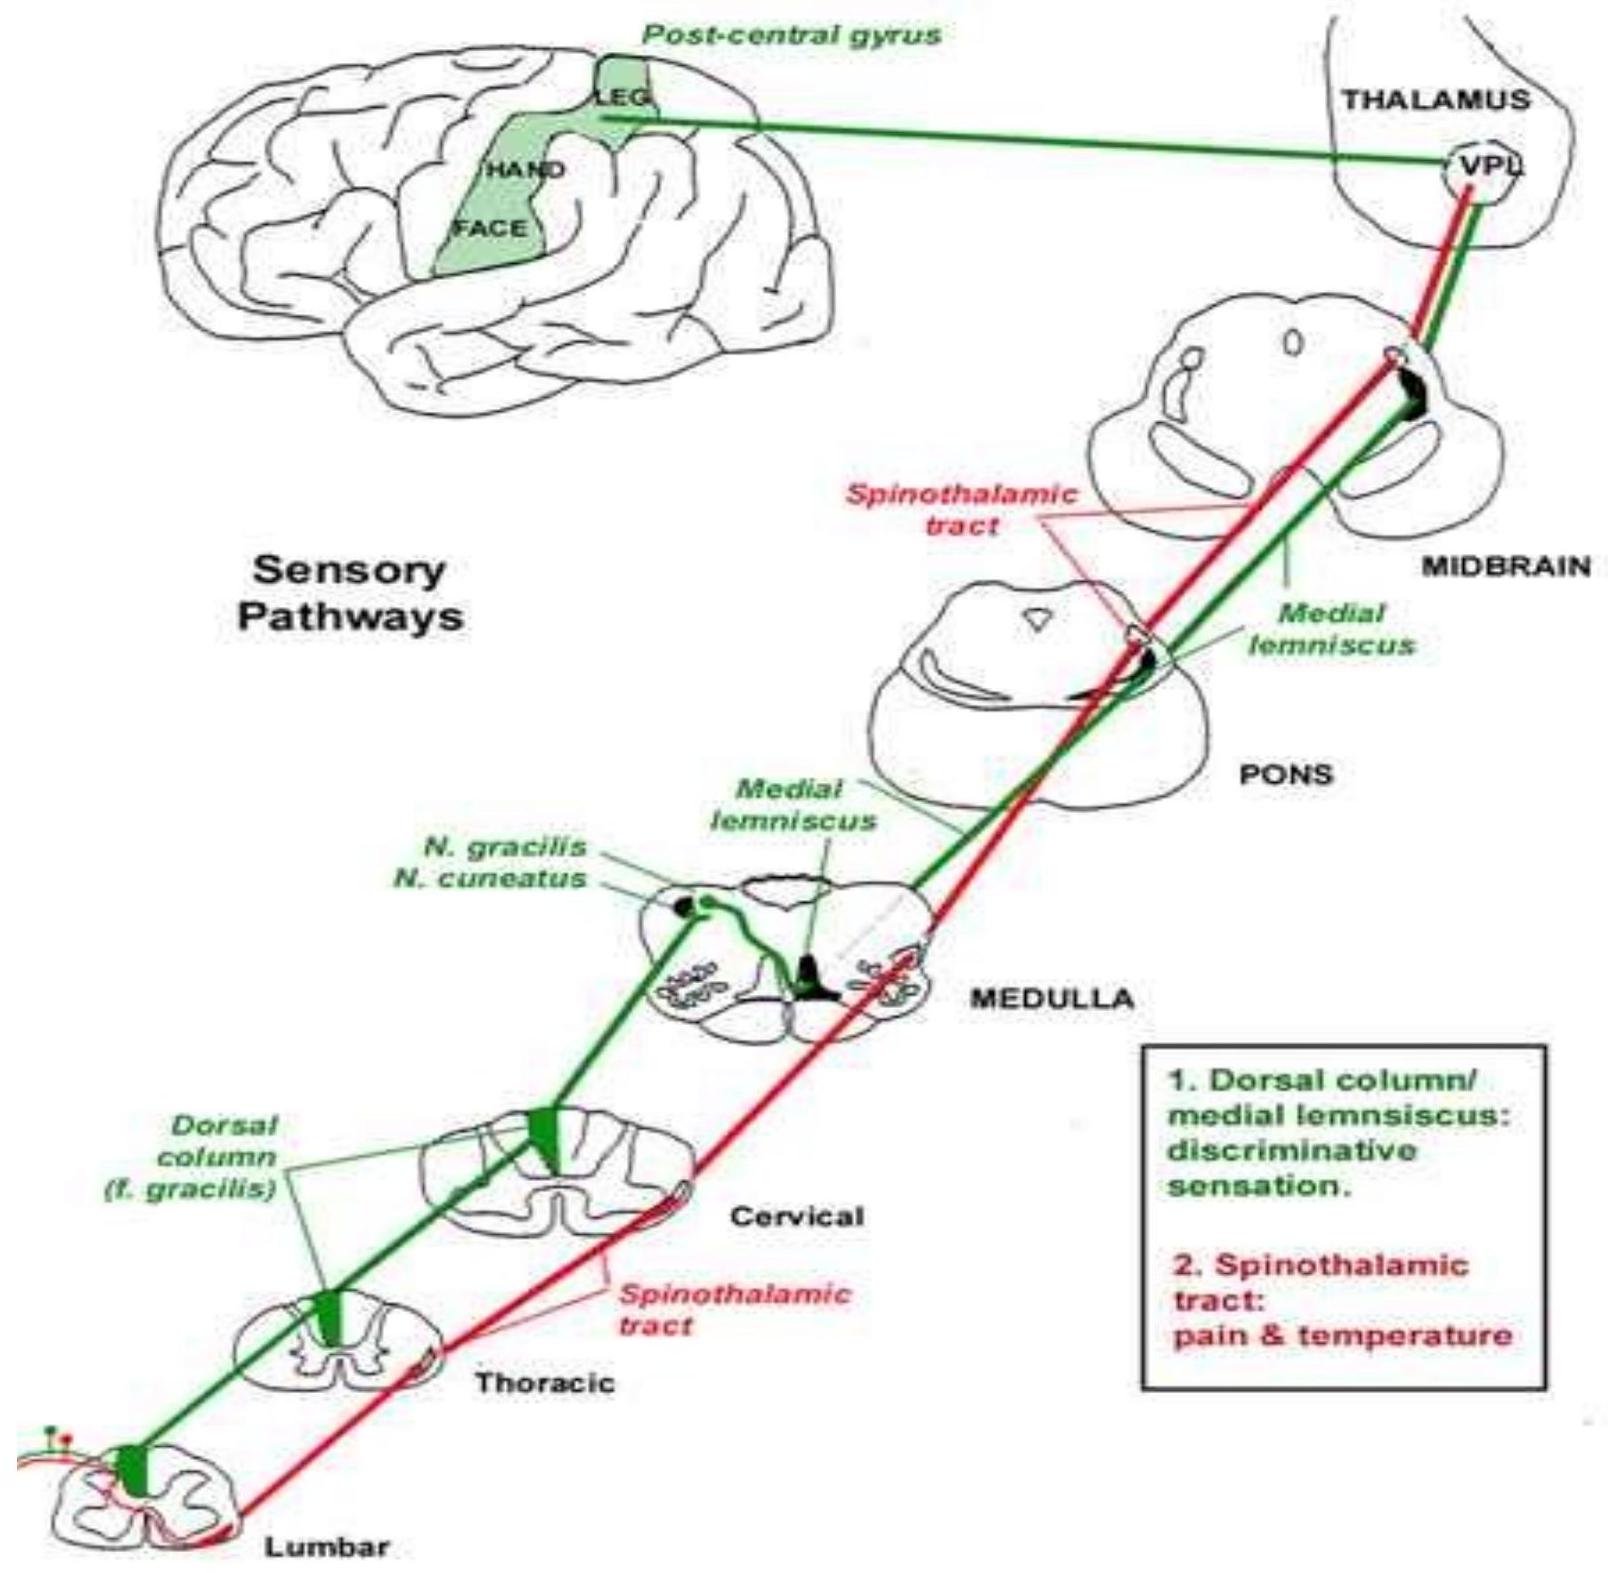 Post-central gyrus
LEG
HAND
FACE
THALAMUS
VPL
Spinothalamic
tract
MIDBRAIN
Sensory
Pathways
Medial
lemniscus
PONS
Medial
lemniscus
N. gracilis
N. cuneatus
MEDULLA
Dorsal
column
(f. gracilis)
Cervical
Spinothalamic
tract
Thoracic
Lumbar
1. Dorsal column/
medial lemnsiscus:
discriminative
sensation.
2. Spinothalamic
tract:
pain & temperature